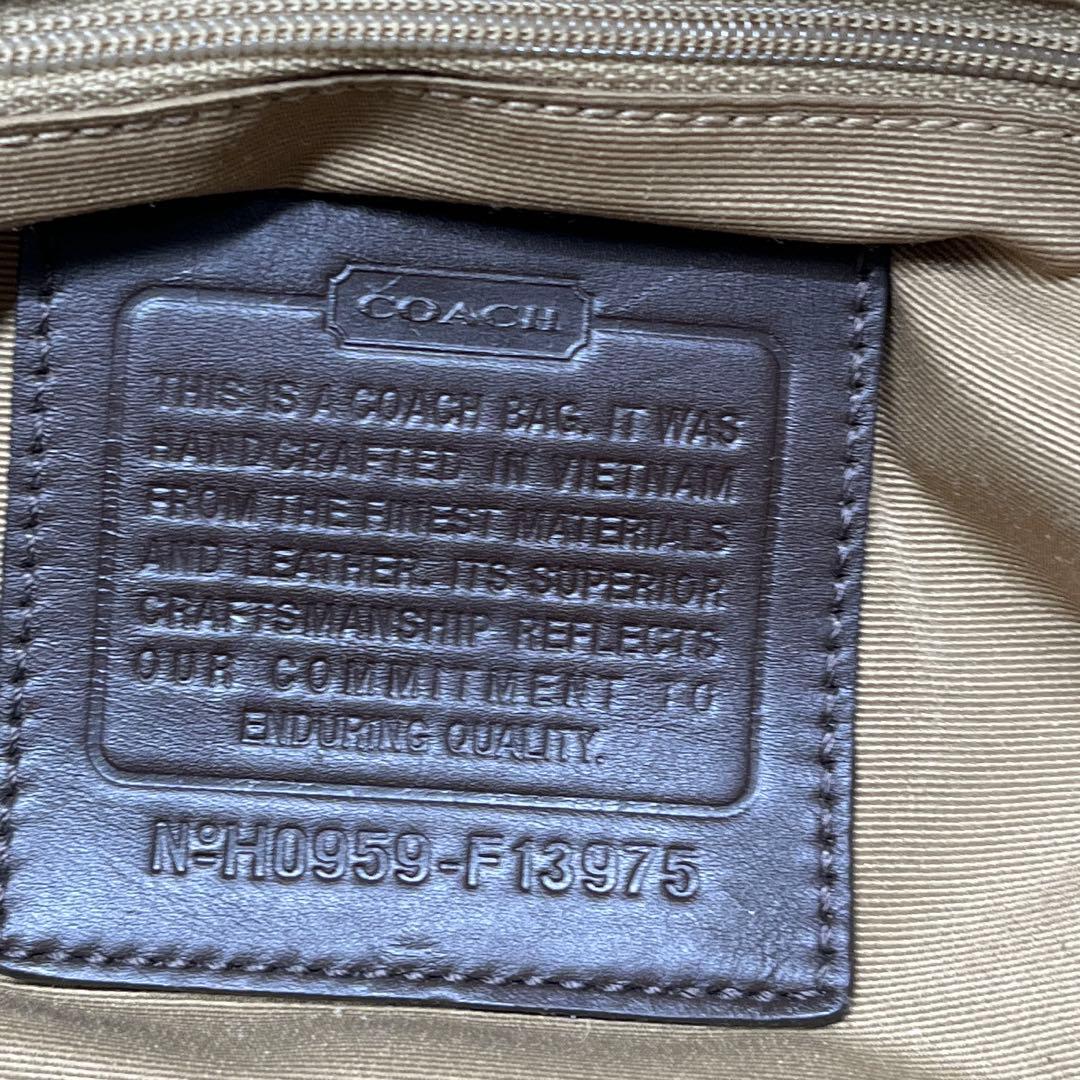 COACH
THIS IS A COACH BAG. IT WAS
HANDCRAFTED IN VIETNAM
FROM THE FINEST MATERIALS
AND LEATHER. ITS SUPERIOR
CRAFTSMANSHIP REFLECTS
OUR COMMITMENT TO
ENDURING QUALITY.
NºH0959-F13975